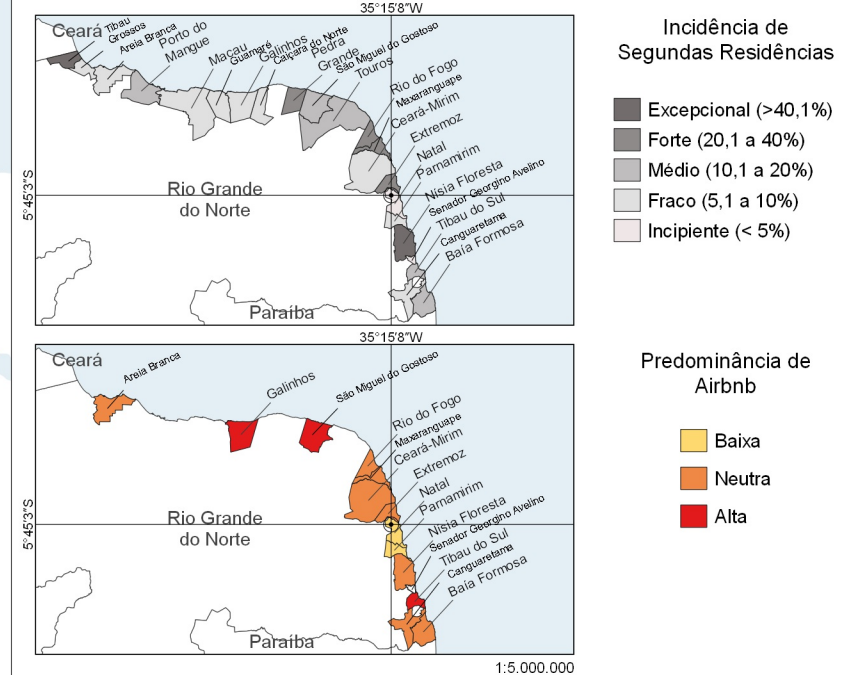 35°15'8"W
Ceará
Tibau
Grossos
Areia Branca
Porto do
Mangue
Macau
Guamaré
Galinhos
Caiçara do Norte
Pedra
Grande
São Miguel do Gostoso
Touros
Rio do Fogo
Maxaranguape
Ceará-Mirim
Extremoz
Natal
Parnamirim
Nísia Floresta
Senador Georgino Avelino
Tibau do Sul
Canguaretama
Baía Formosa
5°45'3"S
Rio Grande
do Norte
Paraíba
Incidência de
Segundas Residências
Excepcional (>40,1%)
Forte (20,1 a 40%)
Médio (10,1 a 20%)
Fraco (5,1 a 10%)
Incipiente (< 5%)
35°15'8"W
Ceará
Areia Branca
Galinhos
São Miguel do Gostoso
Rio do Fogo
Maxaranguape
Ceará-Mirim
Extremoz
Natal
Parnamirim
Nísia Floresta
Senador Georgino Avelino
Tibau do Sul
Canguaretama
Baía Formosa
5°45'3"S
Rio Grande
do Norte
Paraíba
Predominância de
Airbnb
Baixa
Neutra
Alta
1:5.000.000